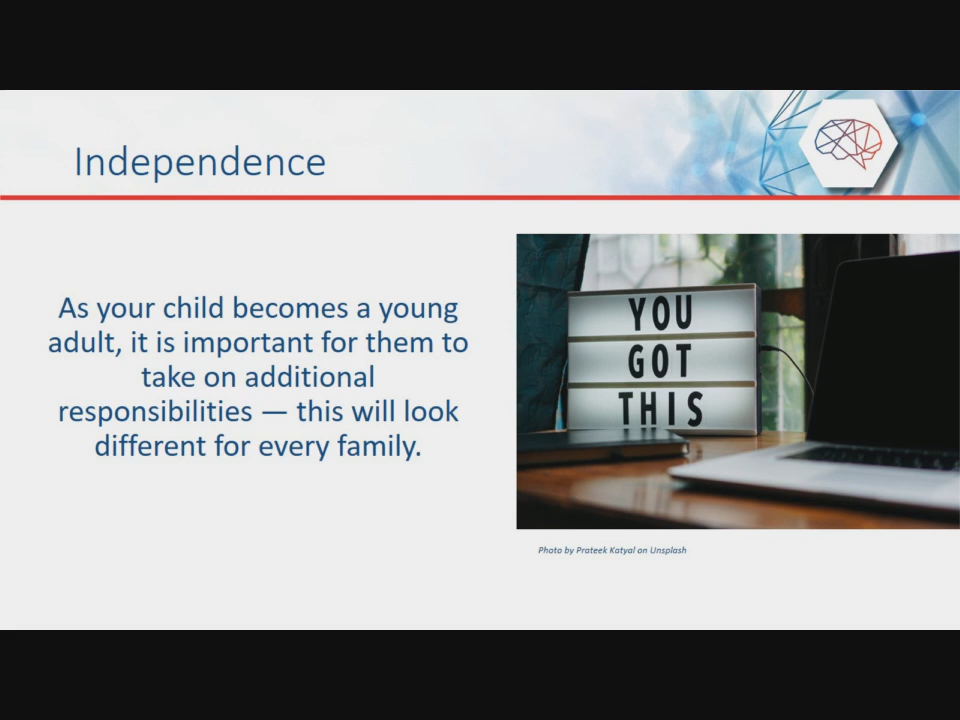 Independence
As your child becomes a young
adult, it is important for them to
take on additional
responsibilities — this will look
different for every family.
YOU
GOT
THIS
Photo by Prateek Katyal on Unsplash